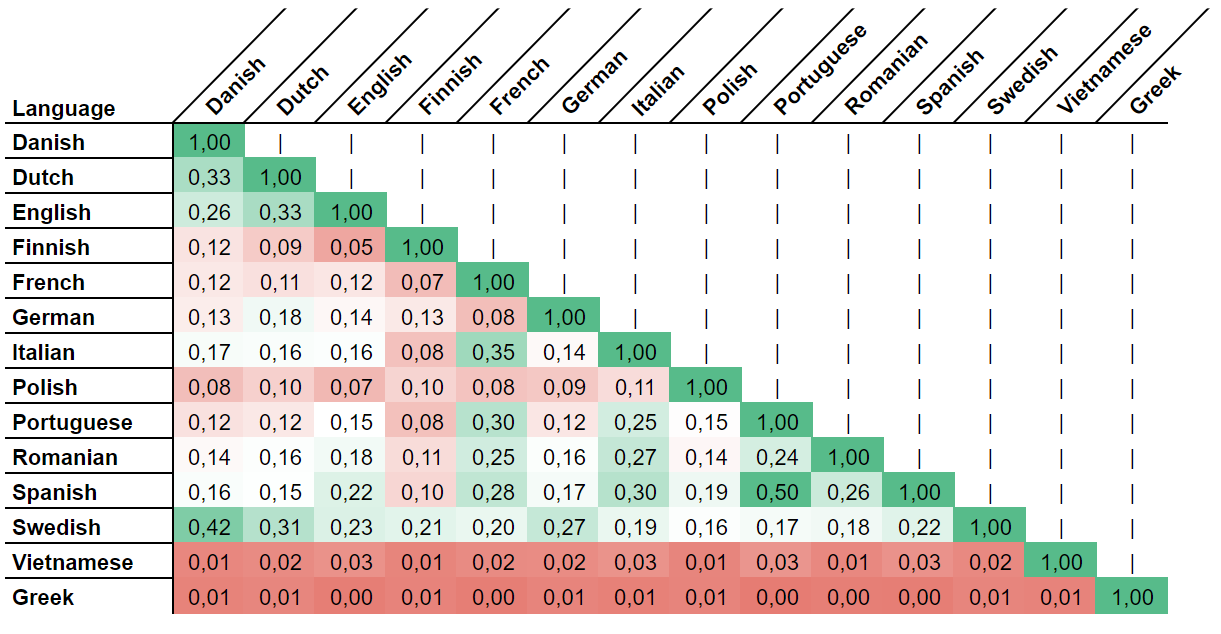 Language Danish Dutch English Finnish French German Italian Polish Portuguese Romanian Spanish Swedish Vietnamese Greek
Danish 1,00 | | | | | | | | | | | | |
Dutch 0,33 1,00 | | | | | | | | | | | |
English 0,26 0,33 1,00 | | | | | | | | | | |
Finnish 0,12 0,09 0,05 1,00 | | | | | | | | | |
French 0,12 0,11 0,12 0,07 1,00 | | | | | | | | |
German 0,13 0,18 0,14 0,13 0,08 1,00 | | | | | | | |
Italian 0,17 0,16 0,16 0,08 0,35 0,14 1,00 | | | | | | |
Polish 0,08 0,10 0,07 0,10 0,08 0,09 0,11 1,00 | | | | | |
Portuguese 0,12 0,12 0,15 0,08 0,30 0,12 0,25 0,15 1,00 | | | | |
Romanian 0,14 0,16 0,18 0,11 0,25 0,16 0,27 0,14 0,24 1,00 | | | |
Spanish 0,16 0,15 0,22 0,10 0,28 0,17 0,30 0,19 0,50 0,26 1,00 | | |
Swedish 0,42 0,31 0,23 0,21 0,20 0,27 0,19 0,16 0,17 0,18 0,22 1,00 | |
Vietnamese 0,01 0,02 0,03 0,01 0,02 0,02 0,03 0,01 0,03 0,01 0,03 0,02 1,00 |
Greek 0,01 0,01 0,00 0,01 0,00 0,01 0,01 0,01 0,00 0,00 0,00 0,01 0,01 1,00